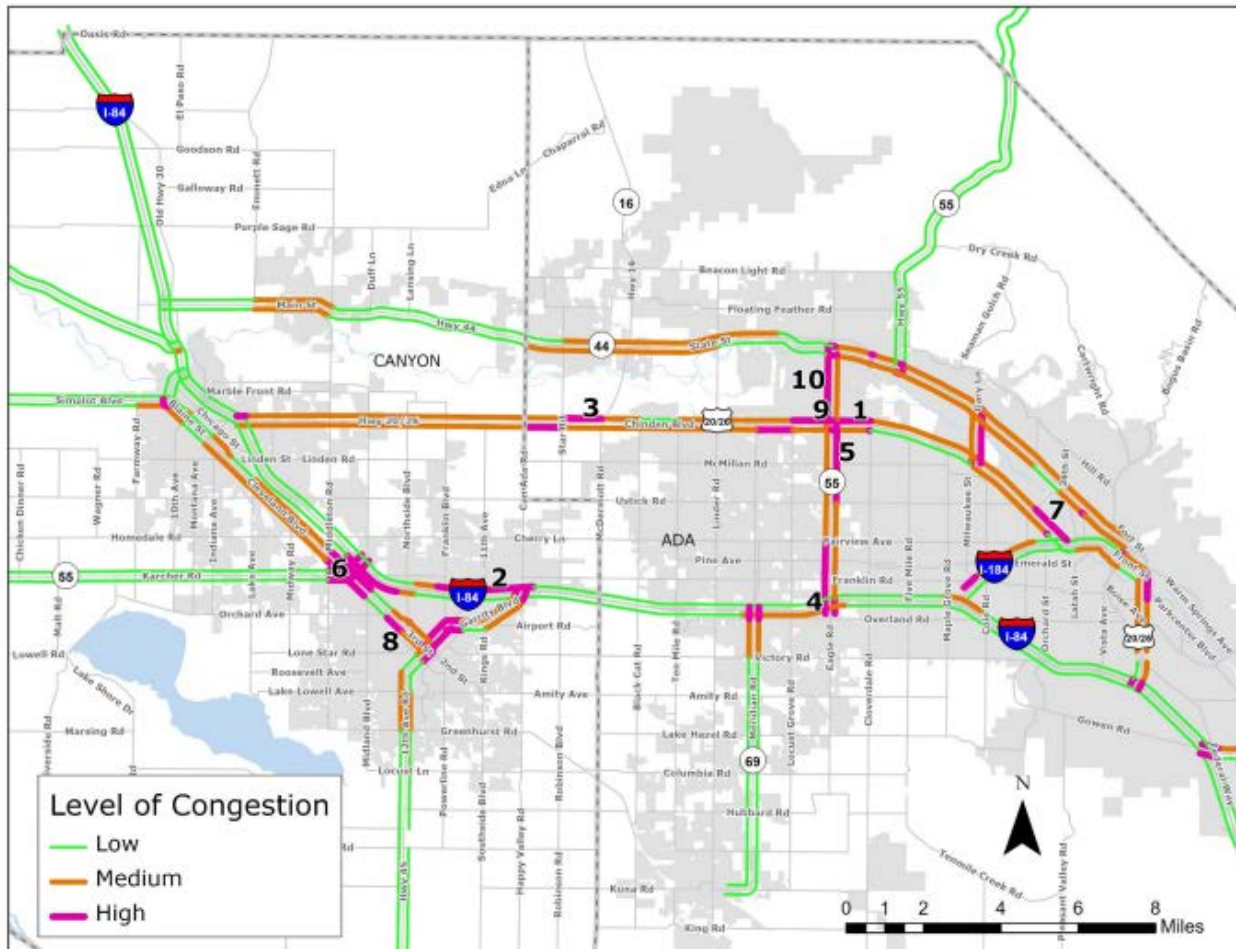 Oasis Rd
I-84
El Paso Rd
Goodson Rd
Galloway Rd
Emmett Rd
Old Hwy 30
Purple Sage Rd
Duff Ln
Lansing Ln
Edna Ln
Chaparral Rd
16
Hwy 16
55
Dry Creek Rd
Beacon Light Rd
Floating Feather Rd
Hwy 55
Seaman Gulch Rd
Cartwright Rd
Bogus Basin Rd
Main St
Hwy 44
44
State St
CANYON
10
Gary Ln
Marble Front Rd
Simplot Blvd
Blaine St
Chicago St
Hwy 20/26
3
Star Rd
Chinden Blvd
20/26
9
1
5
Farmway Rd
Linden St
Linden Rd
McMillan Rd
55
Hill Rd
36th St
Chicken Dinner Rd
Wagner Rd
10th Ave
Montana Ave
Indiana Ave
Cleveland Blvd
Middleton Rd
Northside Blvd
Franklin Blvd
11th Ave
Can Ada Rd
McDermott Rd
Ustick Rd
Linder Rd
Milwaukee St
7
Fort St
Homedale Rd
Cherry Ln
ADA
Fairview Ave
Pine Ave
Lake Ave
Midway Rd
6
55
Karcher Rd
I-84
2
Franklin Rd
Five Mile Rd
Maple Grove Rd
I-184
Emerald St
Front St
Cole Rd
Orchard St
Latah St
Vista Ave
Boise Ave
Warm Springs Ave
Parkcenter Blvd
Malt Rd
Orchard Ave
Garrity Blvd
Airport Rd
4
Overland Rd
I-84
20/26
8
3rd St
2nd St
Kings Rd
Lowell Rd
Lone Star Rd
Roosevelt Ave
Lake Lowell Ave
Lake Shore Dr
Victory Rd
Eagle Rd
Cloverdale Rd
Black Cat Rd
Ten Mile Rd
Amity Ave
Amity Rd
Meridian Rd
Locust Grove Rd
Gowen Rd
Marsing Rd
Riverside Rd
Midland Blvd
12th Ave Rd
Greenhurst Rd
Lake Hazel Rd
Federal Way
Locust Ln
Powerline Rd
Southside Blvd
Happy Valley Rd
Robinson Blvd
Robinson Rd
Columbia Rd
69
Hubbard Rd
Hwy 45
Kuna Rd
King Rd
Tenmile Creek Rd
Pleasant Valley Rd
Level of Congestion
Low
Medium
High
N
0 1 2 4 6 8
Miles